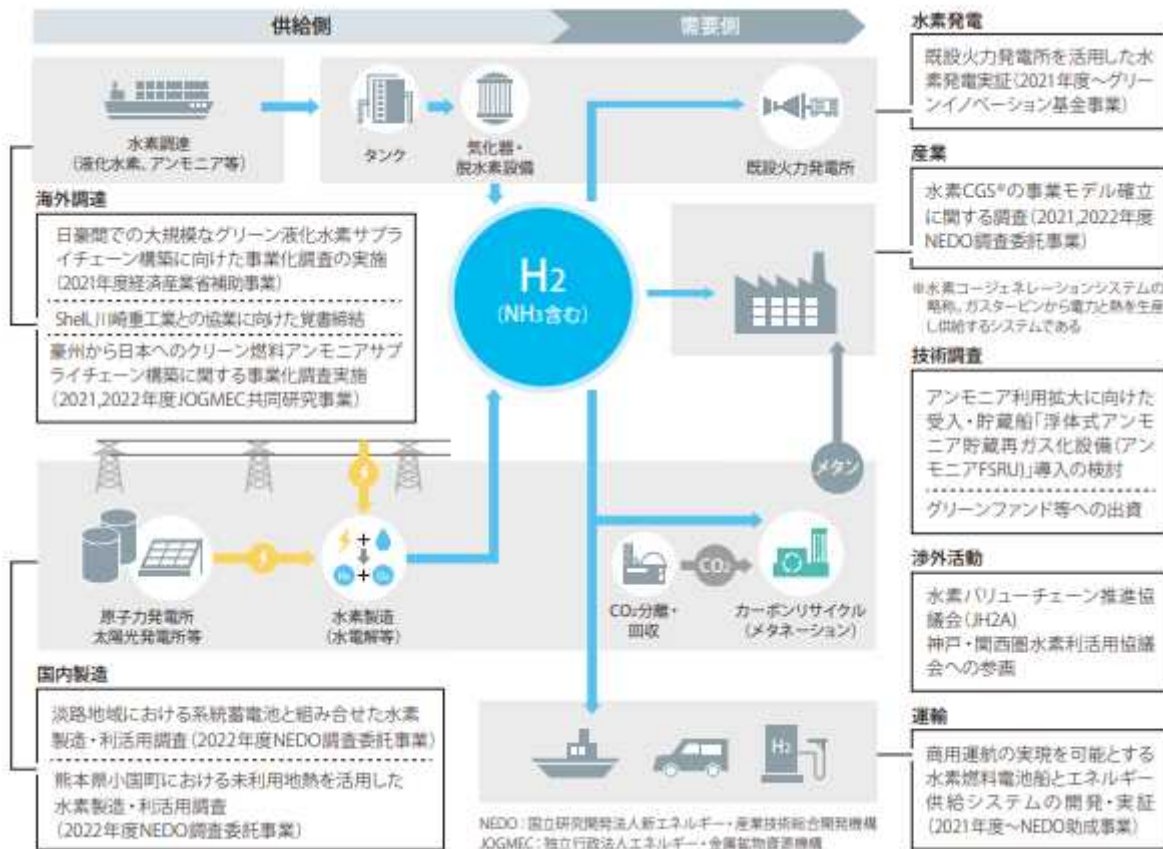 供給側
需要側
水素調達
(液化水素、アンモニア等)
タンク
気化器・
脱水素設備
既設火力発電所
海外調達
日豪間での大規模なグリーン液化水素サプラ
イチェーン構築に向けた事業化調査の実施
(2021年度経済産業省補助事業)
Shell、川崎重工業との協業に向けた覚書締結
豪州から日本へのクリーン燃料アンモニアサプ
ライチェーン構築に関する事業化調査実施
(2021,2022年度JOGMEC共同研究事業)
H2
(NH3含む)
メタン
原子力発電所
太陽光発電所等
H2 + O2
水素製造
(水電解等)
CO2分離・
回収
CO2
カーボンリサイクル
(メタネーション)
国内製造
淡路地域における系統蓄電池と組み合せた水素
製造・利活用調査(2022年度NEDO調査委託事業)
熊本県小国町における未利用地熱を活用した
水素製造・利活用調査
(2022年度NEDO調査委託事業)
H2
NEDO:国立研究開発法人新エネルギー・産業技術総合開発機構
JOGMEC:独立行政法人エネルギー・金属鉱物資源機構
水素発電
既設火力発電所を活用した水
素発電実証(2021年度～グリー
ンイノベーション基金事業)
産業
水素CGS※の事業モデル確立
に関する調査(2021,2022年度
NEDO調査委託事業)
※水素コージェネレーションシステムの
略称。ガスタービンから電力と熱を生産
し供給するシステムである
技術調査
アンモニア利用拡大に向けた
受入・貯蔵船「浮体式アンモ
ニア貯蔵再ガス化設備(アン
モニアFSRU)」導入の検討
グリーンファンド等への出資
渉外活動
水素バリューチェーン推進協
議会(JH2A)
神戸・関西圏水素利活用協議
会への参画
運輸
商用運航の実現を可能とする
水素燃料電池船とエネルギー
供給システムの開発・実証
(2021年度～NEDO助成事業)